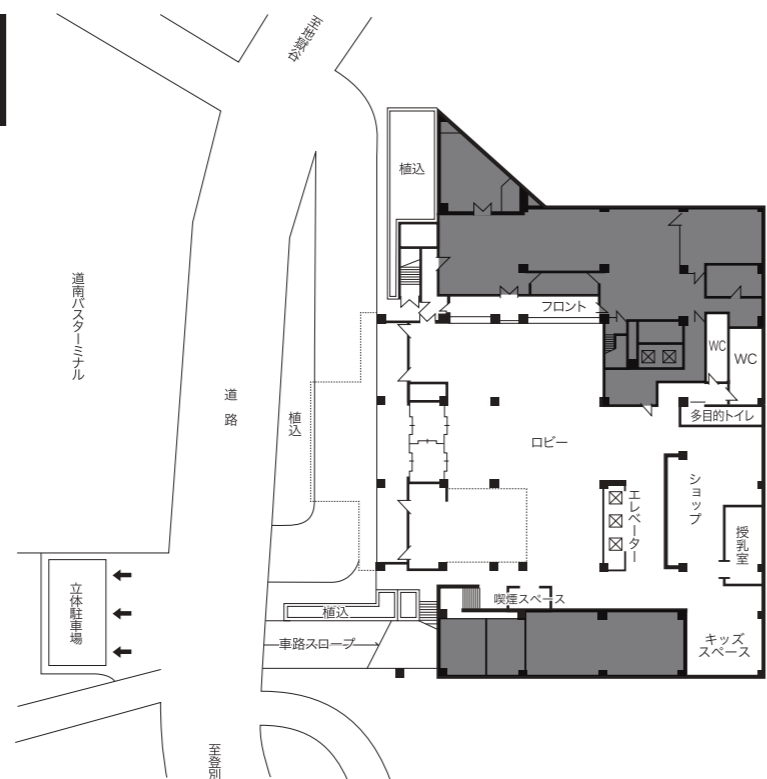 至地獄谷
植込
道南バスターミナル
道路
植込
フロント
WC
WC
多目的トイレ
ロビー
ショップ
エレベーター
授乳室
喫煙スペース
立体駐車場
植込
車路スロープ
キッズ
スペース
至登別